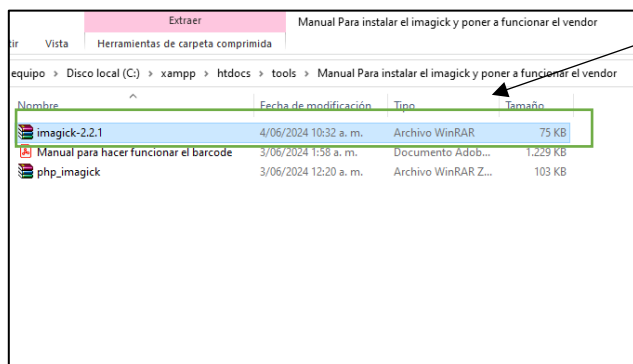 Extraer
Manual Para instalar el imagick y poner a funcionar el vendor
tir Vista Herramientas de carpeta comprimida
equipo > Disco local (C:) > xampp > htdocs > tools > Manual Para instalar el imagick y poner a funcionar el vendor
Nombre Fecha de modificación Tipo Tamaño
imagick-2.2.1 4/06/2024 10:32 a. m. Archivo WinRAR 75 KB
Manual para hacer funcionar el barcode 3/06/2024 1:58 a. m. Documento Adob... 1.229 KB
php_imagick 3/06/2024 12:20 a. m. Archivo WinRAR Z... 103 KB